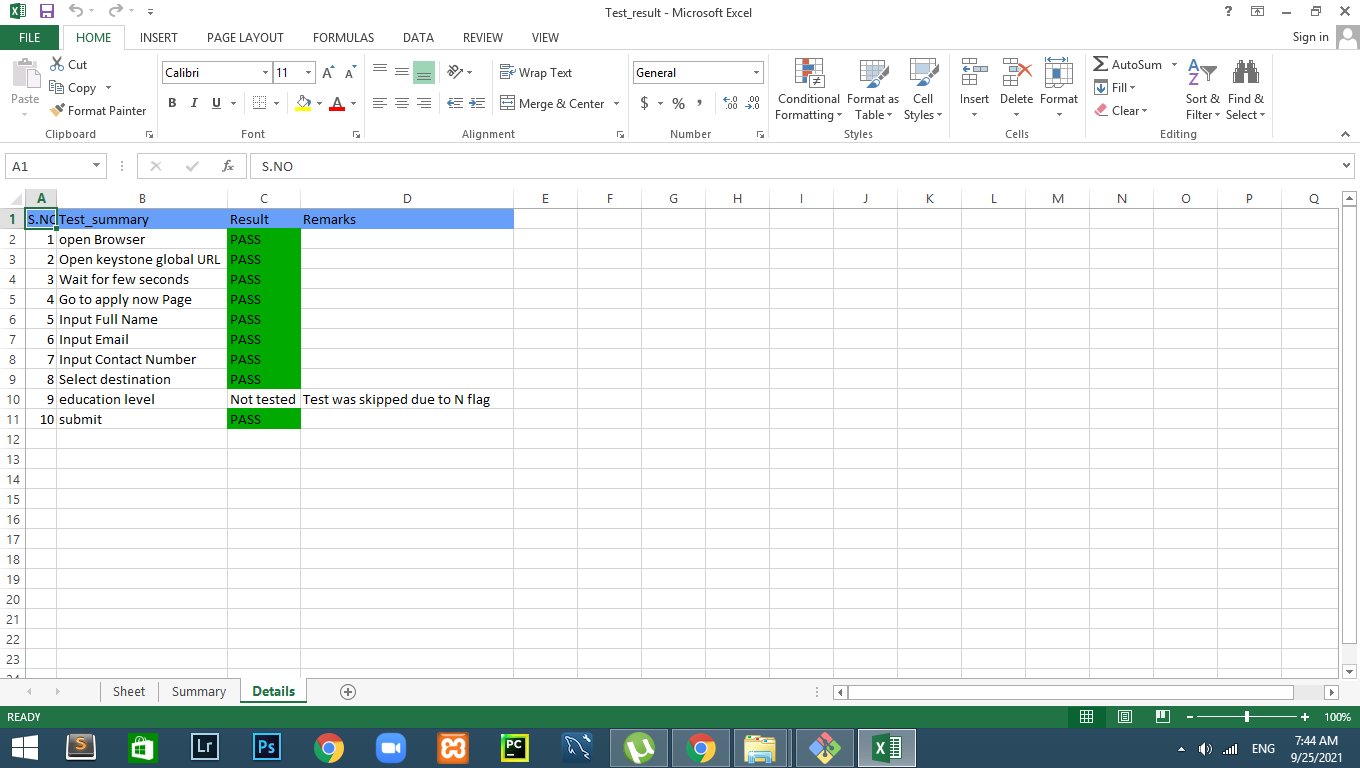 Test_result - Microsoft Excel
FILE HOME INSERT PAGE LAYOUT FORMULAS DATA REVIEW VIEW Sign in
Paste Cut Copy Format Painter Clipboard
Calibri 11 B I U A Font
Wrap Text Merge & Center Alignment
General $ % , Number
Conditional Formatting Format as Table Cell Styles Styles
Insert Delete Format Cells
AutoSum Fill Clear Sort & Filter Find & Select Editing
A1 fx S.NO
A B C D E F G H I J K L M N O P Q
1 S.NO Test_summary Result Remarks
2 1 open Browser PASS
3 2 Open keystone global URL PASS
4 3 Wait for few seconds PASS
5 4 Go to apply now Page PASS
6 5 Input Full Name PASS
7 6 Input Email PASS
8 7 Input Contact Number PASS
9 8 Select destination PASS
10 9 education level Not tested Test was skipped due to N flag
11 10 submit PASS
12
13
14
15
16
17
18
19
20
21
22
23
Sheet Summary Details
READY 100%
S Lr Ps PC ENG 7:44 AM
9/25/2021